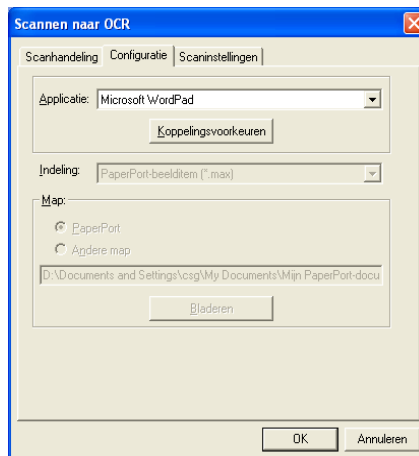 Scannen naar OCR
Scanhandeling Configuratie Scaninstellingen
Applicatie: Microsoft WordPad
Koppelingsvoorkeuren
Indeling: PaperPort-beelditem (*.max)
Map:
PaperPort
Andere map
D:\Documents and Settings\csg\My Documents\Mijn PaperPort-docu
Bladeren
OK Annuleren